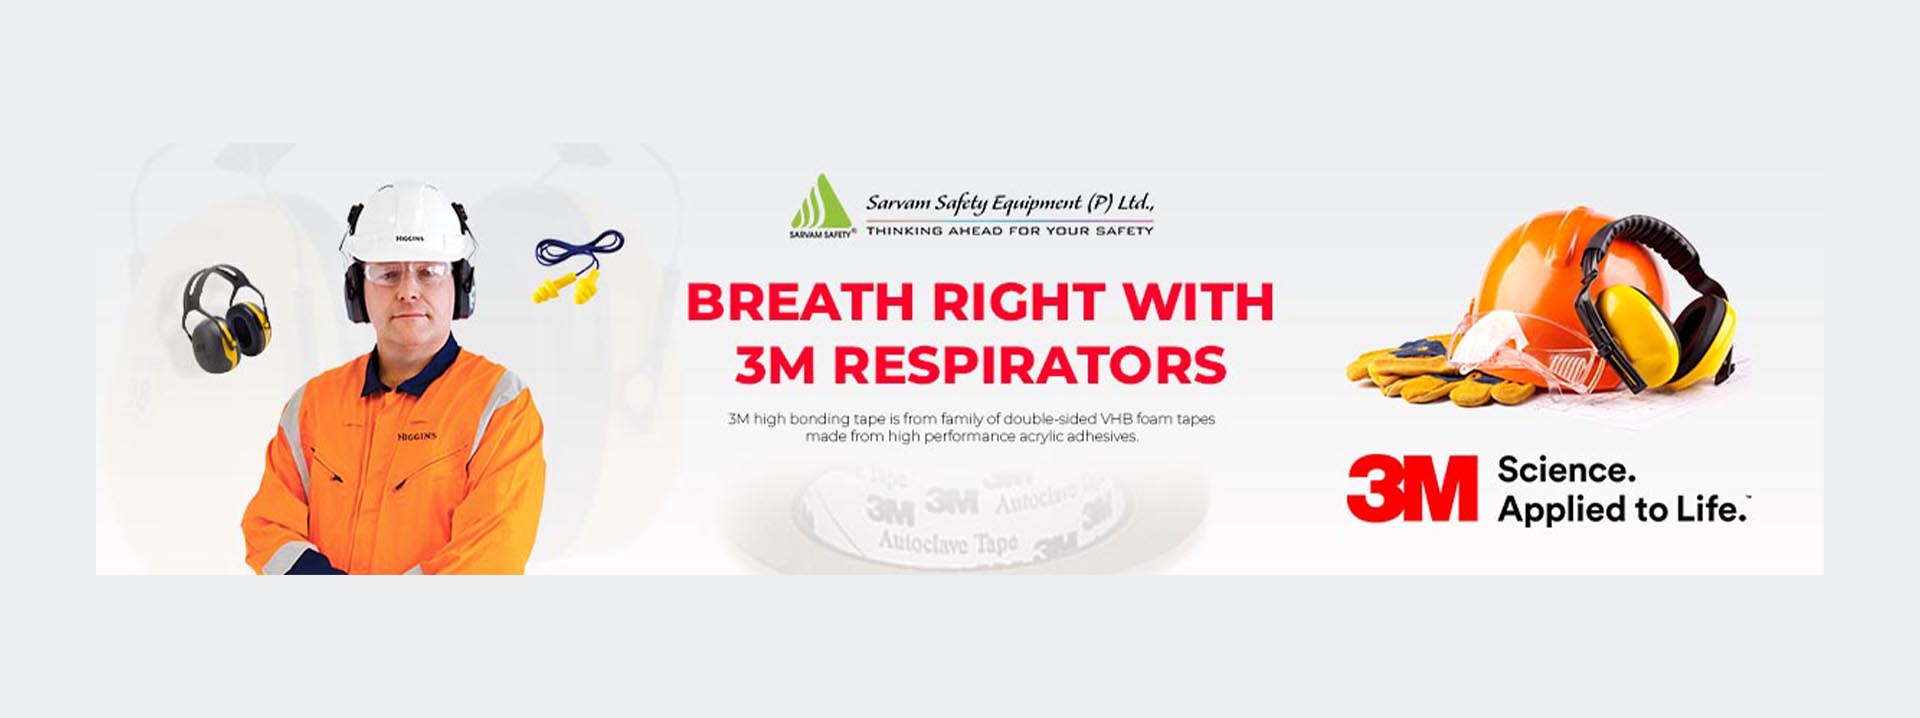 HIGGINS
HIGGINS
SARVAM SAFETY®
Sarvam Safety Equipment (P) Ltd.,
THINKING AHEAD FOR YOUR SAFETY
BREATH RIGHT WITH
3M RESPIRATORS
3M high bonding tape is from family of double-sided VHB foam tapes
made from high performance acrylic adhesives.
Tape
3M 3M Autoclave
3M
Autoclave Tape 3M
3M Science.
Applied to Life.™